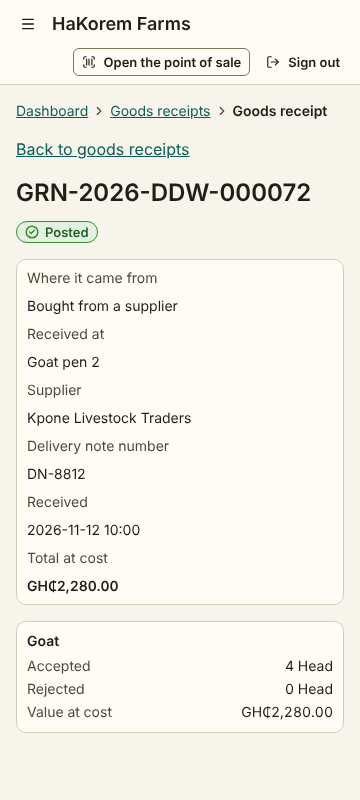 HaKorem Farms
Open the point of sale
Sign out
Dashboard > Goods receipts > Goods receipt
Back to goods receipts
GRN-2026-DDW-000072
Posted
Where it came from
Bought from a supplier
Received at
Goat pen 2
Supplier
Kpone Livestock Traders
Delivery note number
DN-8812
Received
2026-11-12 10:00
Total at cost
GH₵2,280.00
Goat
Accepted 4 Head
Rejected 0 Head
Value at cost GH₵2,280.00